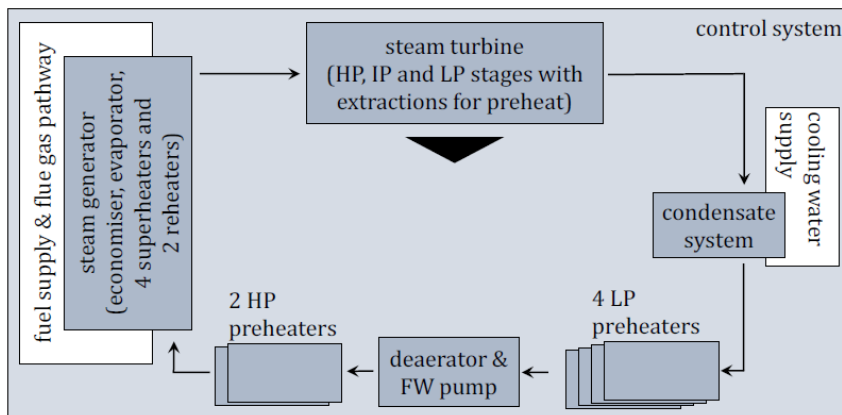 control system
steam turbine
(HP, IP and LP stages with
extractions for preheat)
fuel supply & flue gas pathway
steam generator
(economiser, evaporator,
4 superheaters and
2 reheaters)
cooling water
supply
condensate
system
2 HP
preheaters
4 LP
preheaters
deaerator &
FW pump